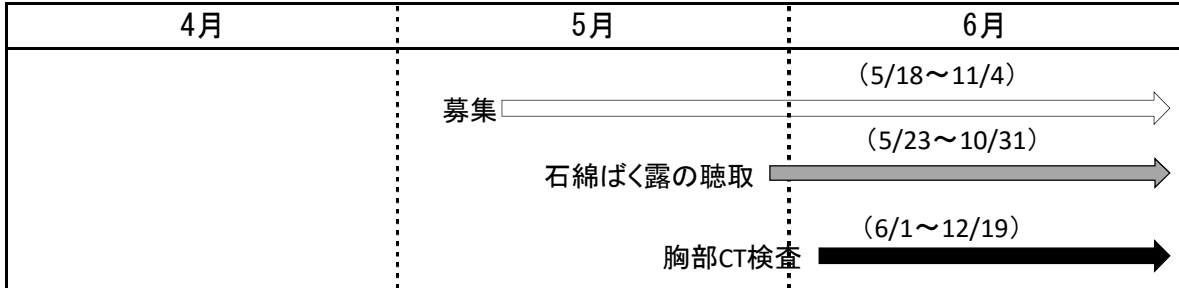 4月 5月 6月
（5/18～11/4）
募集
（5/23～10/31）
石綿ばく露の聴取
（6/1～12/19）
胸部CT検査